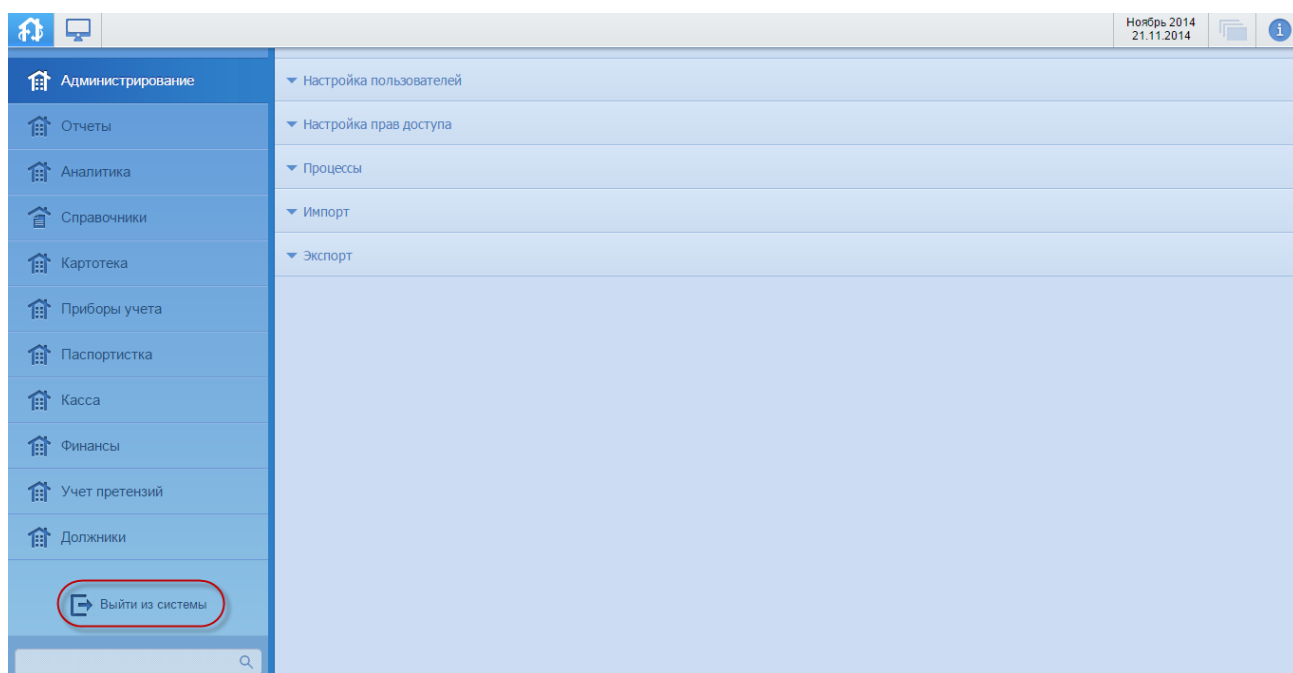 Ноябрь 2014
21.11.2014
Администрирование
Отчеты
Аналитика
Справочники
Картотека
Приборы учета
Паспортистка
Касса
Финансы
Учет претензий
Должники
Выйти из системы
Настройка пользователей
Настройка прав доступа
Процессы
Импорт
Экспорт